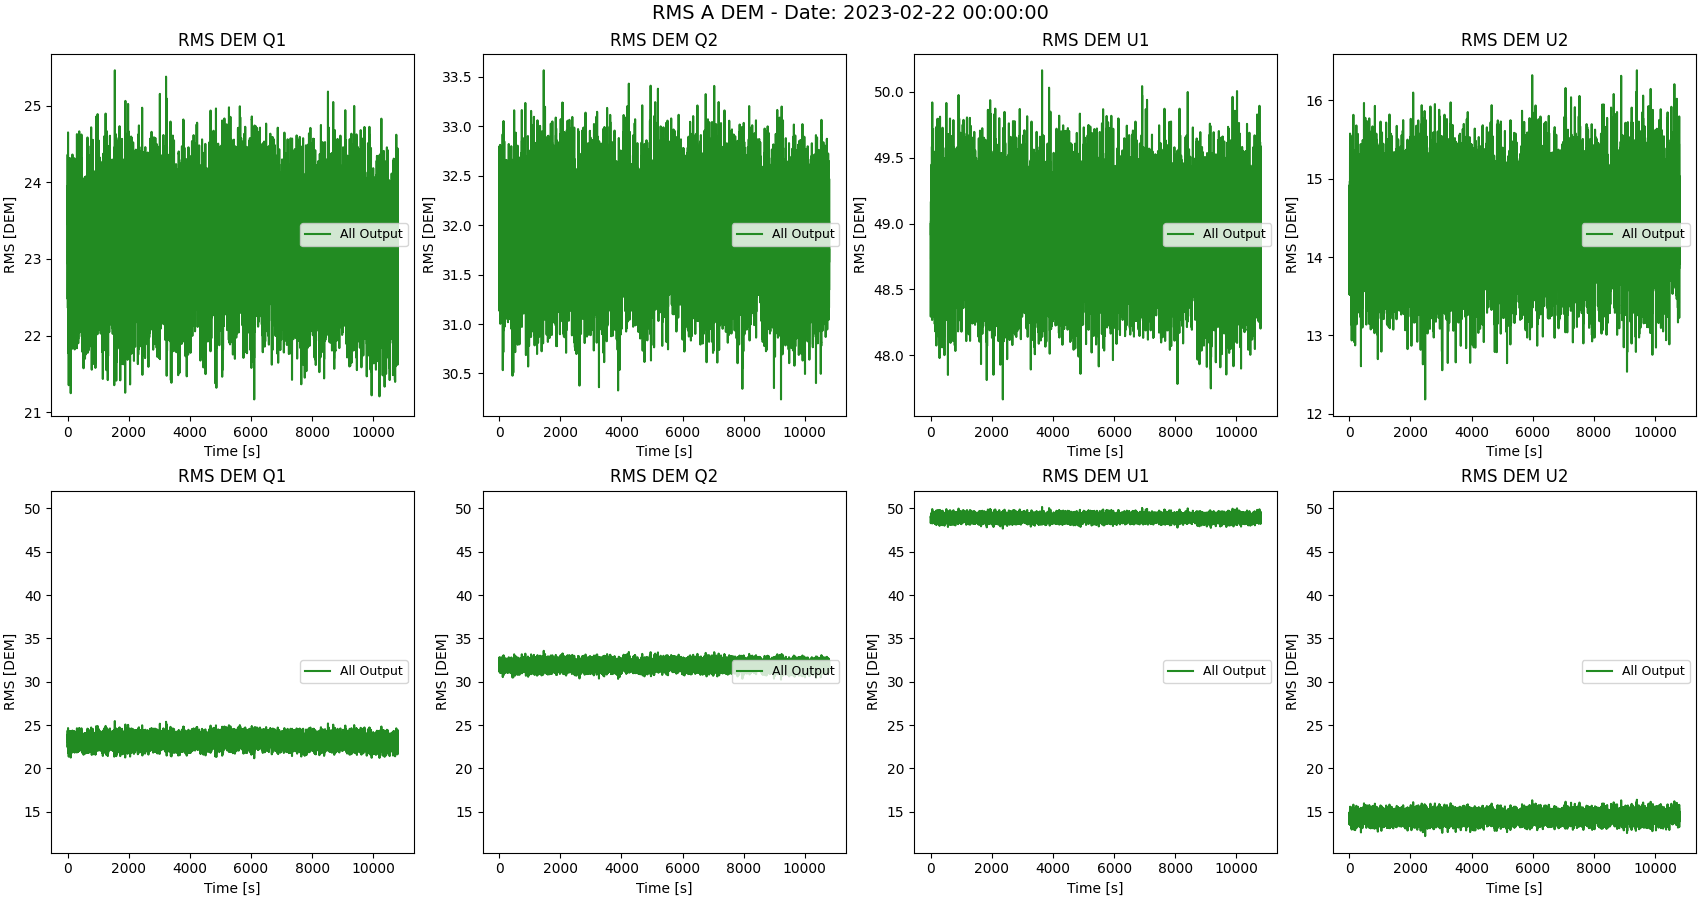 RMS A DEM - Date: 2023-02-22 00:00:00
RMS DEM Q1
RMS [DEM]
25
24
23
22
21
0 2000 4000 6000 8000 10000
Time [s]
All Output
RMS DEM Q2
RMS [DEM]
33.5
33.0
32.5
32.0
31.5
31.0
30.5
0 2000 4000 6000 8000 10000
Time [s]
All Output
RMS DEM U1
RMS [DEM]
50.0
49.5
49.0
48.5
48.0
0 2000 4000 6000 8000 10000
Time [s]
All Output
RMS DEM U2
RMS [DEM]
16
15
14
13
12
0 2000 4000 6000 8000 10000
Time [s]
All Output
RMS DEM Q1
RMS [DEM]
50
45
40
35
30
25
20
15
0 2000 4000 6000 8000 10000
Time [s]
All Output
RMS DEM Q2
RMS [DEM]
50
45
40
35
30
25
20
15
0 2000 4000 6000 8000 10000
Time [s]
All Output
RMS DEM U1
RMS [DEM]
50
45
40
35
30
25
20
15
0 2000 4000 6000 8000 10000
Time [s]
All Output
RMS DEM U2
RMS [DEM]
50
45
40
35
30
25
20
15
0 2000 4000 6000 8000 10000
Time [s]
All Output